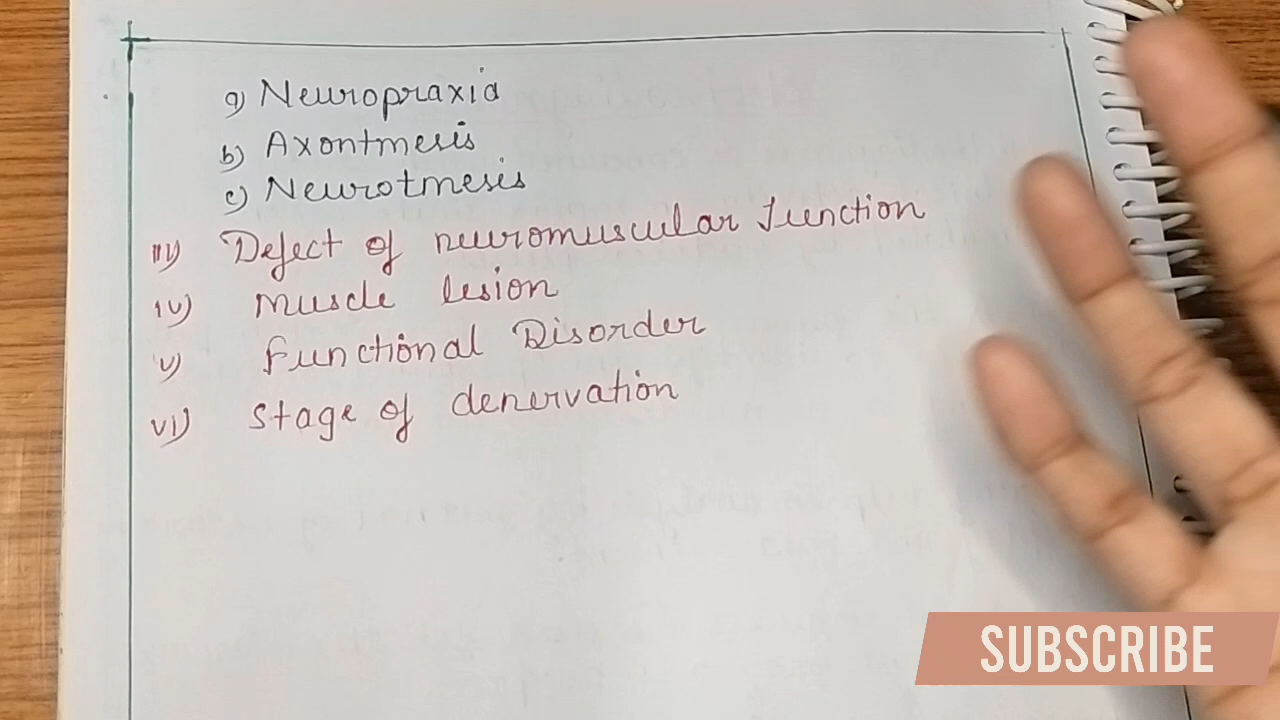 a) Neuropraxia
b) Axontmesis
c) Neurotmesis
III) Defect of neuromuscular Junction
IV) Muscle lesion
V) Functional Disorder
VI) Stage of denervation
SUBSCRIBE